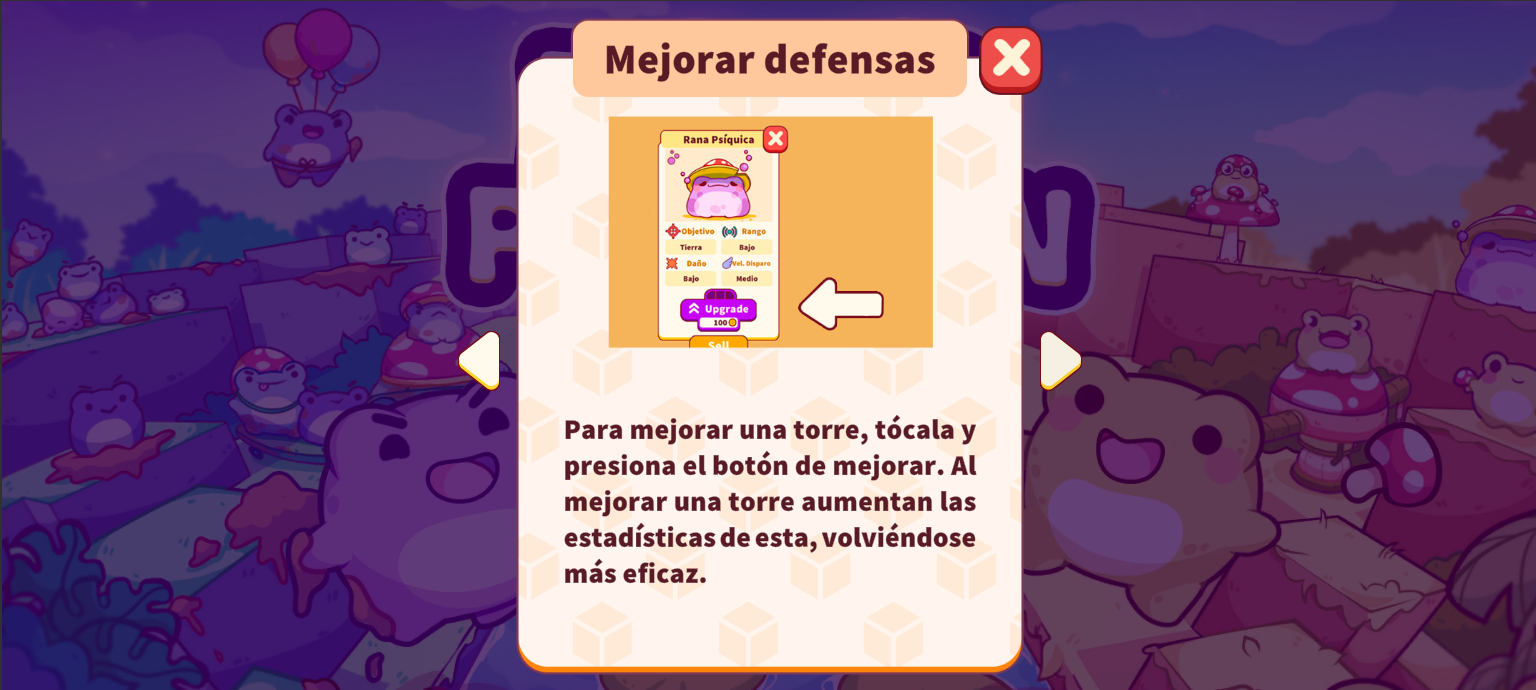 Mejorar defensas
Rana Psíquica
Objetivo
Rango
Tierra
Bajo
Daño
Vel. Disparo
Bajo
Medio
Upgrade
100
Sell
Para mejorar una torre, tócala y
presiona el botón de mejorar. Al
mejorar una torre aumentan las
estadísticas de esta, volviéndose
más eficaz.